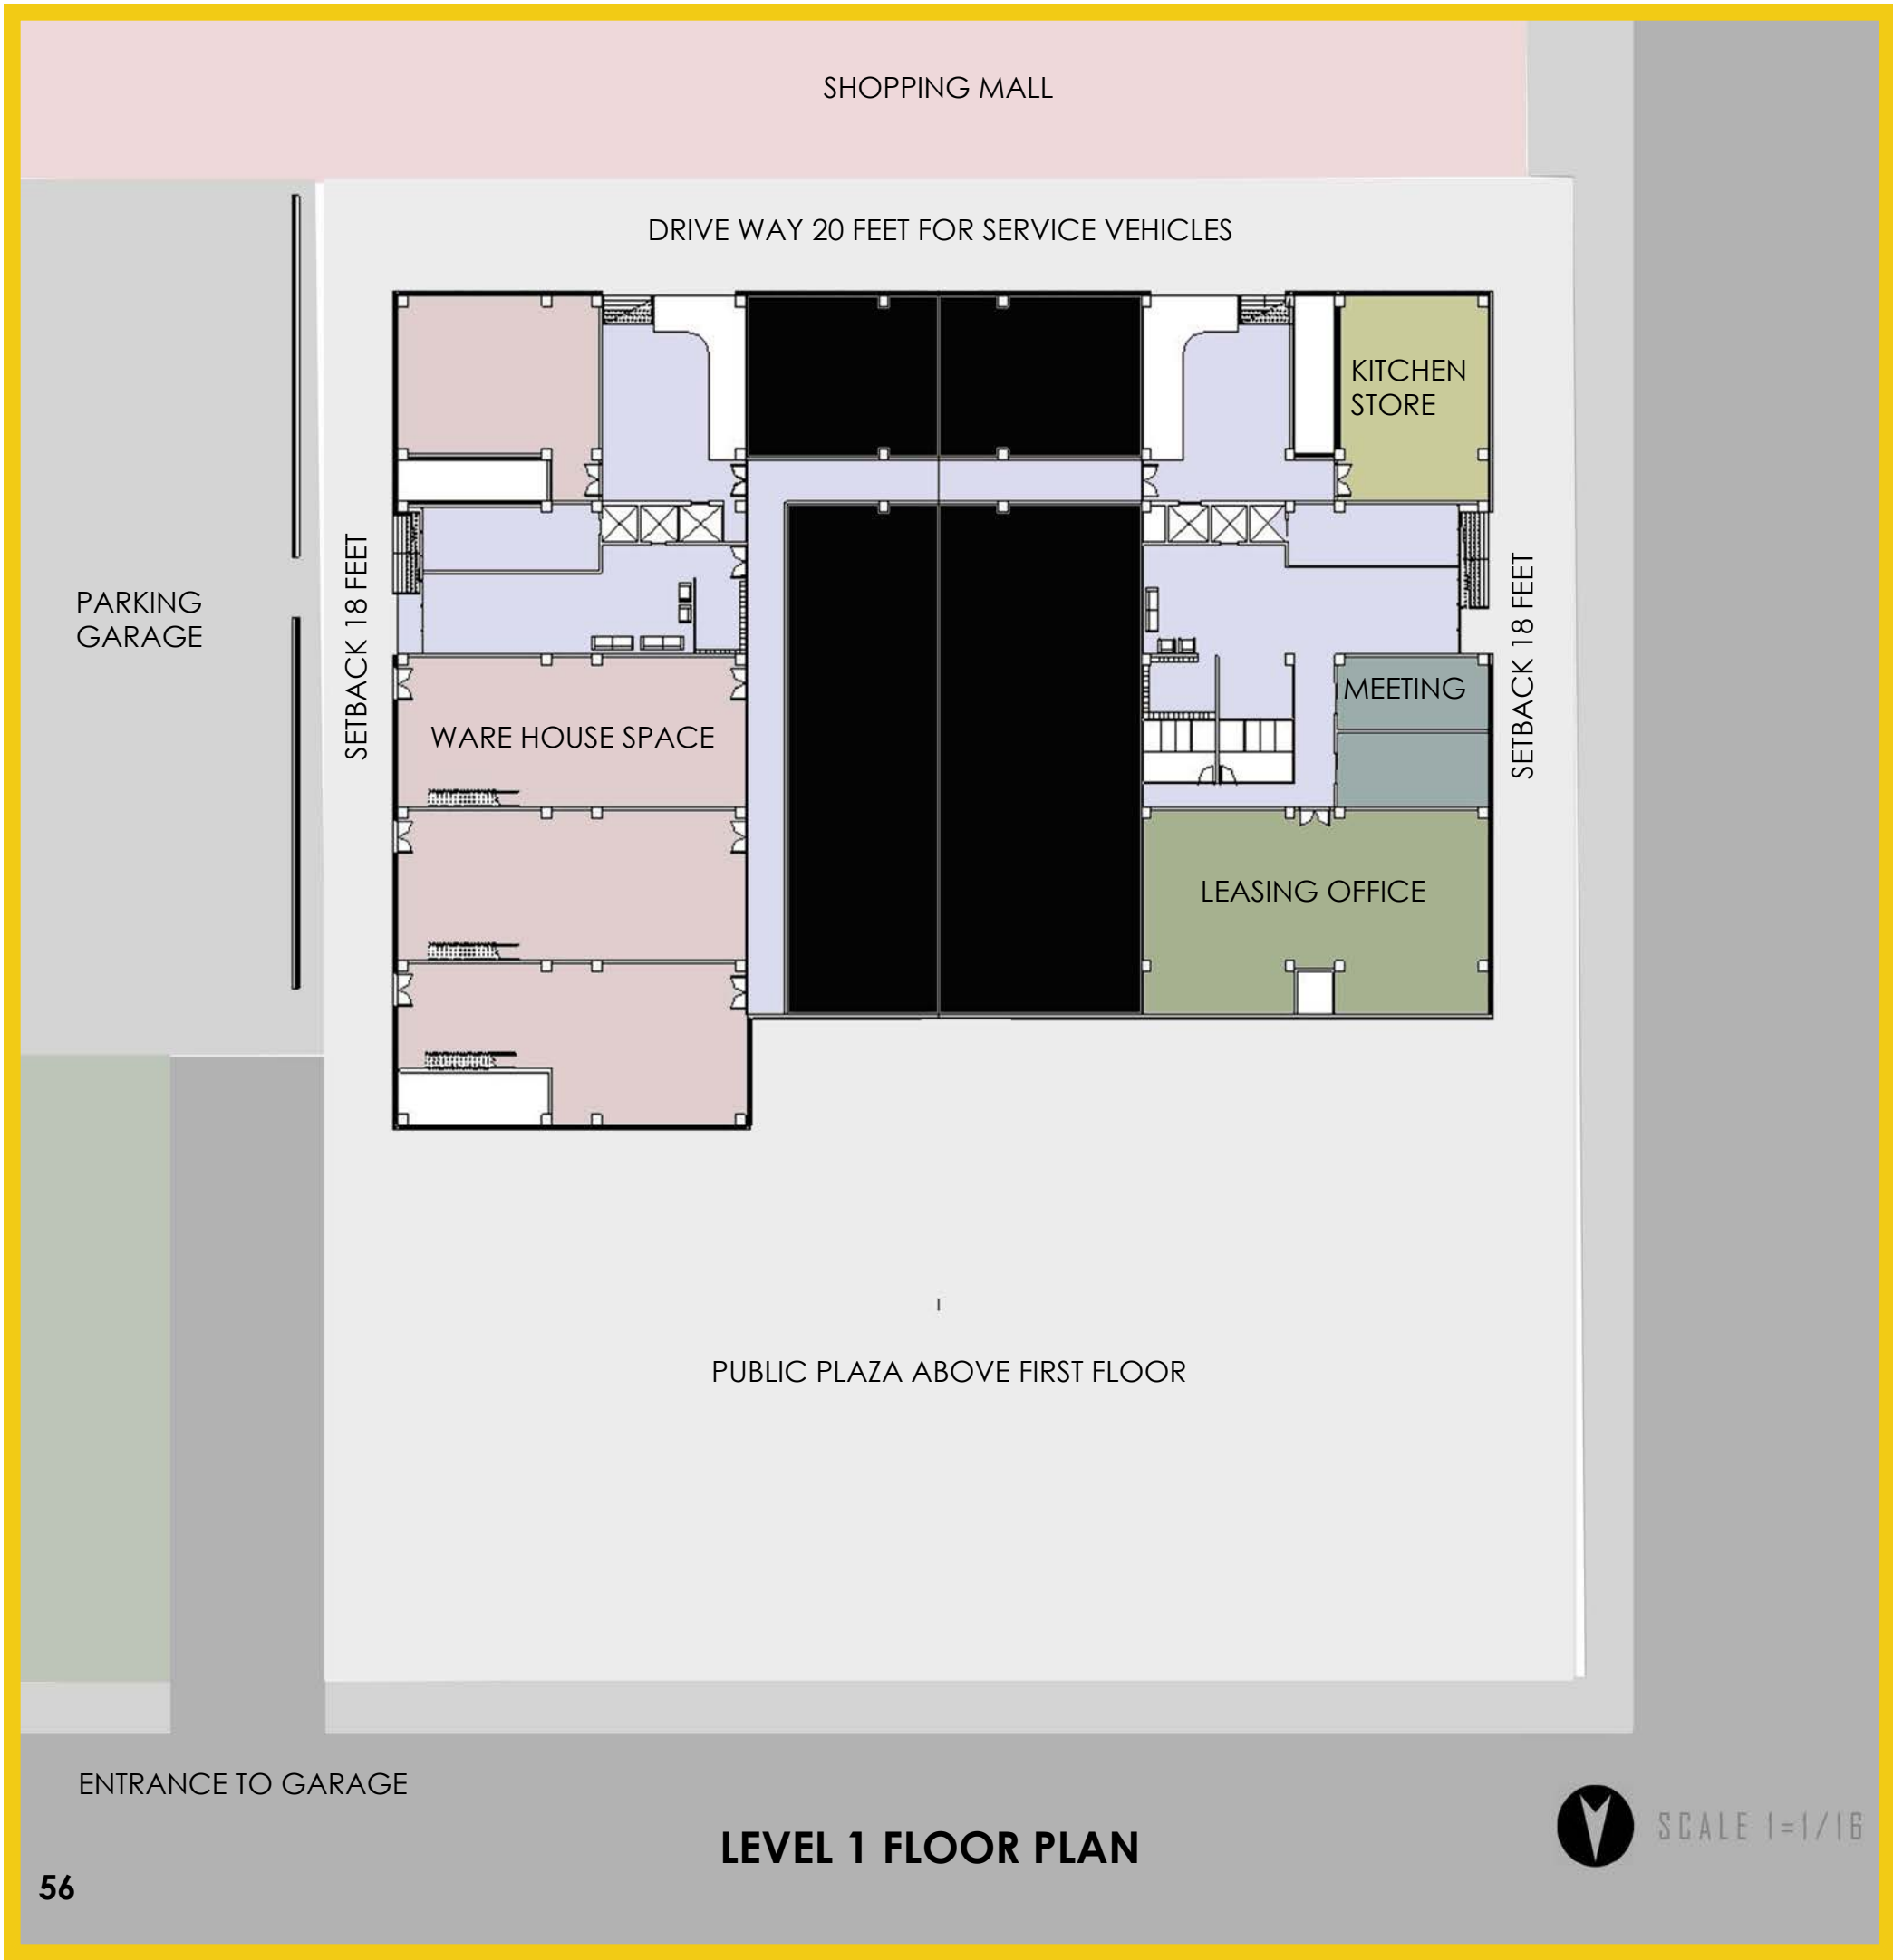 SHOPPING MALL
DRIVE WAY 20 FEET FOR SERVICE VEHICLES
KITCHEN
STORE
PARKING
GARAGE
SETBACK 18 FEET
SETBACK 18 FEET
MEETING
WARE HOUSE SPACE
LEASING OFFICE
PUBLIC PLAZA ABOVE FIRST FLOOR
ENTRANCE TO GARAGE
LEVEL 1 FLOOR PLAN
SCALE 1=1/16
56